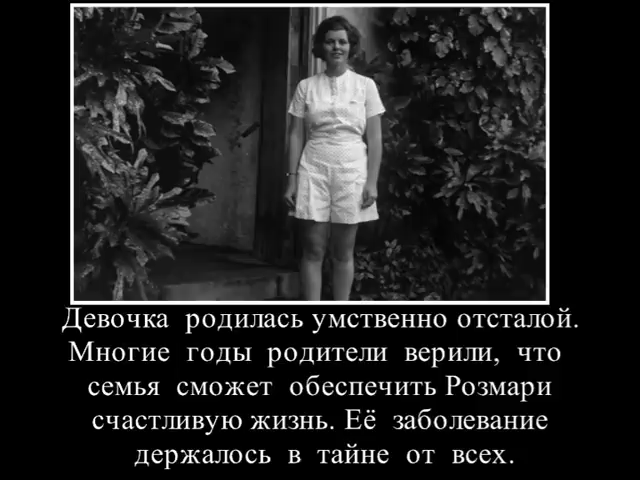 Девочка родилась умственно отсталой.
Многие годы родители верили, что
семья сможет обеспечить Розмари
счастливую жизнь. Её заболевание
держалось в тайне от всех.